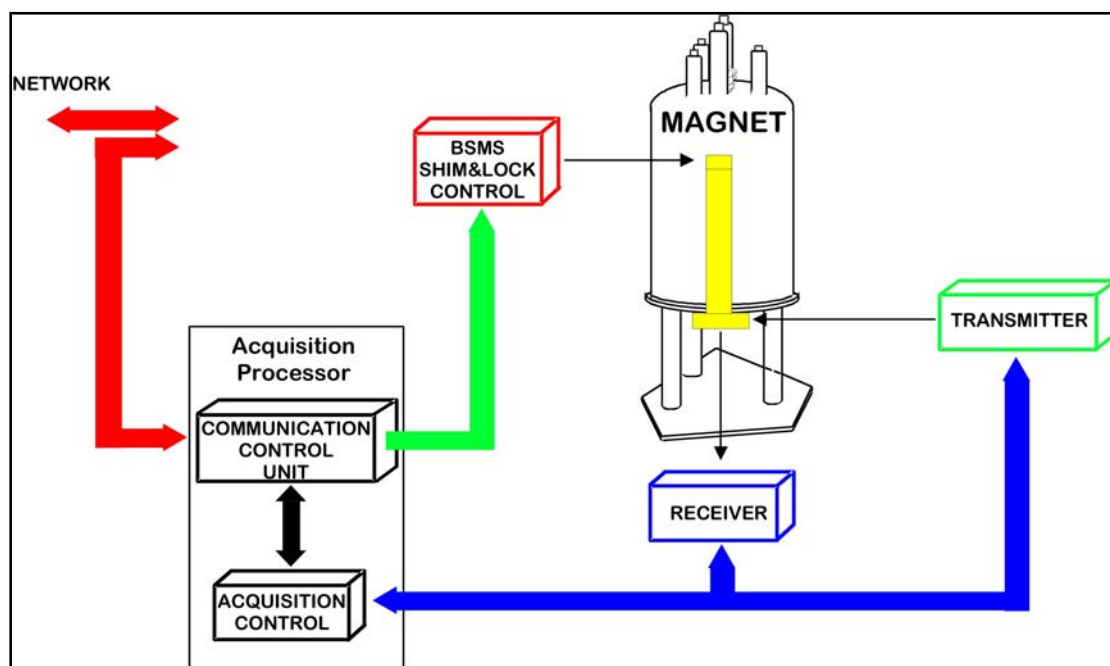 NETWORK
BSMS
SHIM&LOCK
CONTROL
MAGNET
TRANSMITTER
Acquisition
Processor
COMMUNICATION
CONTROL
UNIT
RECEIVER
ACQUISITION
CONTROL